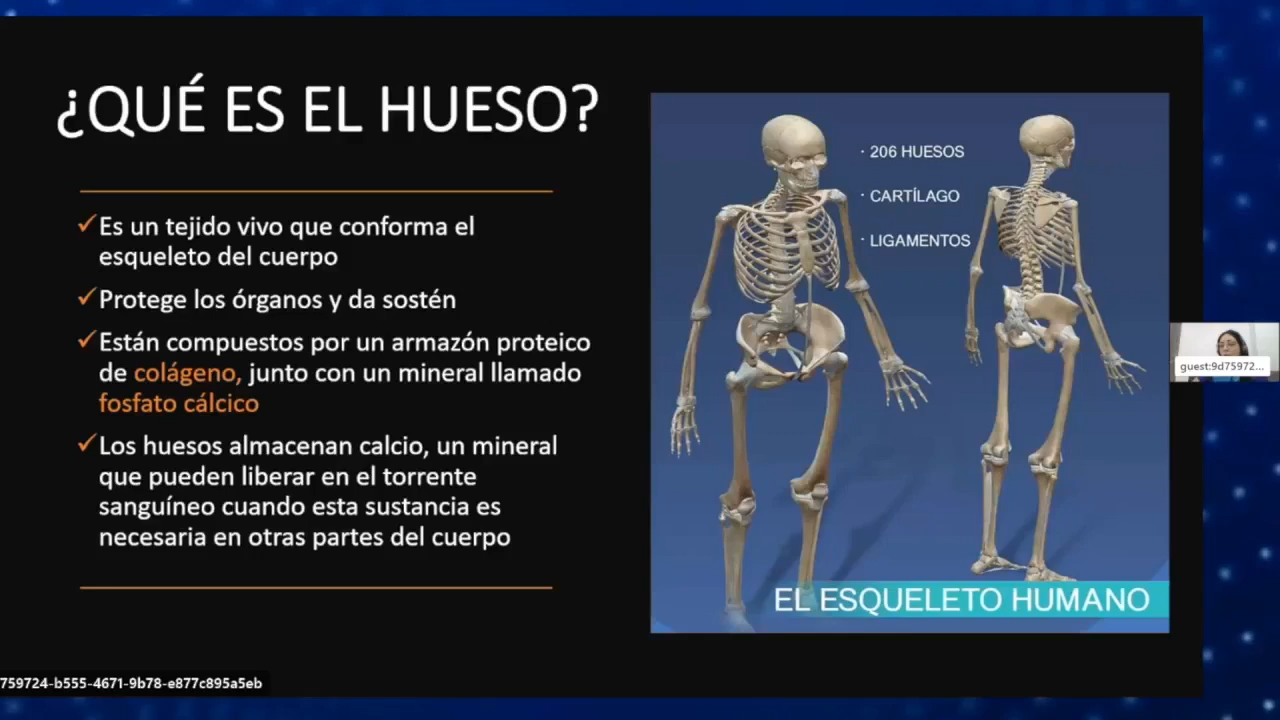 ¿QUÉ ES EL HUESO?
✓Es un tejido vivo que conforma el
esqueleto del cuerpo
✓Protege los órganos y da sostén
✓Están compuestos por un armazón proteico
de colágeno, junto con un mineral llamado
fosfato cálcico
✓Los huesos almacenan calcio, un mineral
que pueden liberar en el torrente
sanguíneo cuando esta sustancia es
necesaria en otras partes del cuerpo
· 206 HUESOS
· CARTÍLAGO
· LIGAMENTOS
EL ESQUELETO HUMANO
guest:9d75972...
759724-b555-4671-9b78-e877c895a5eb